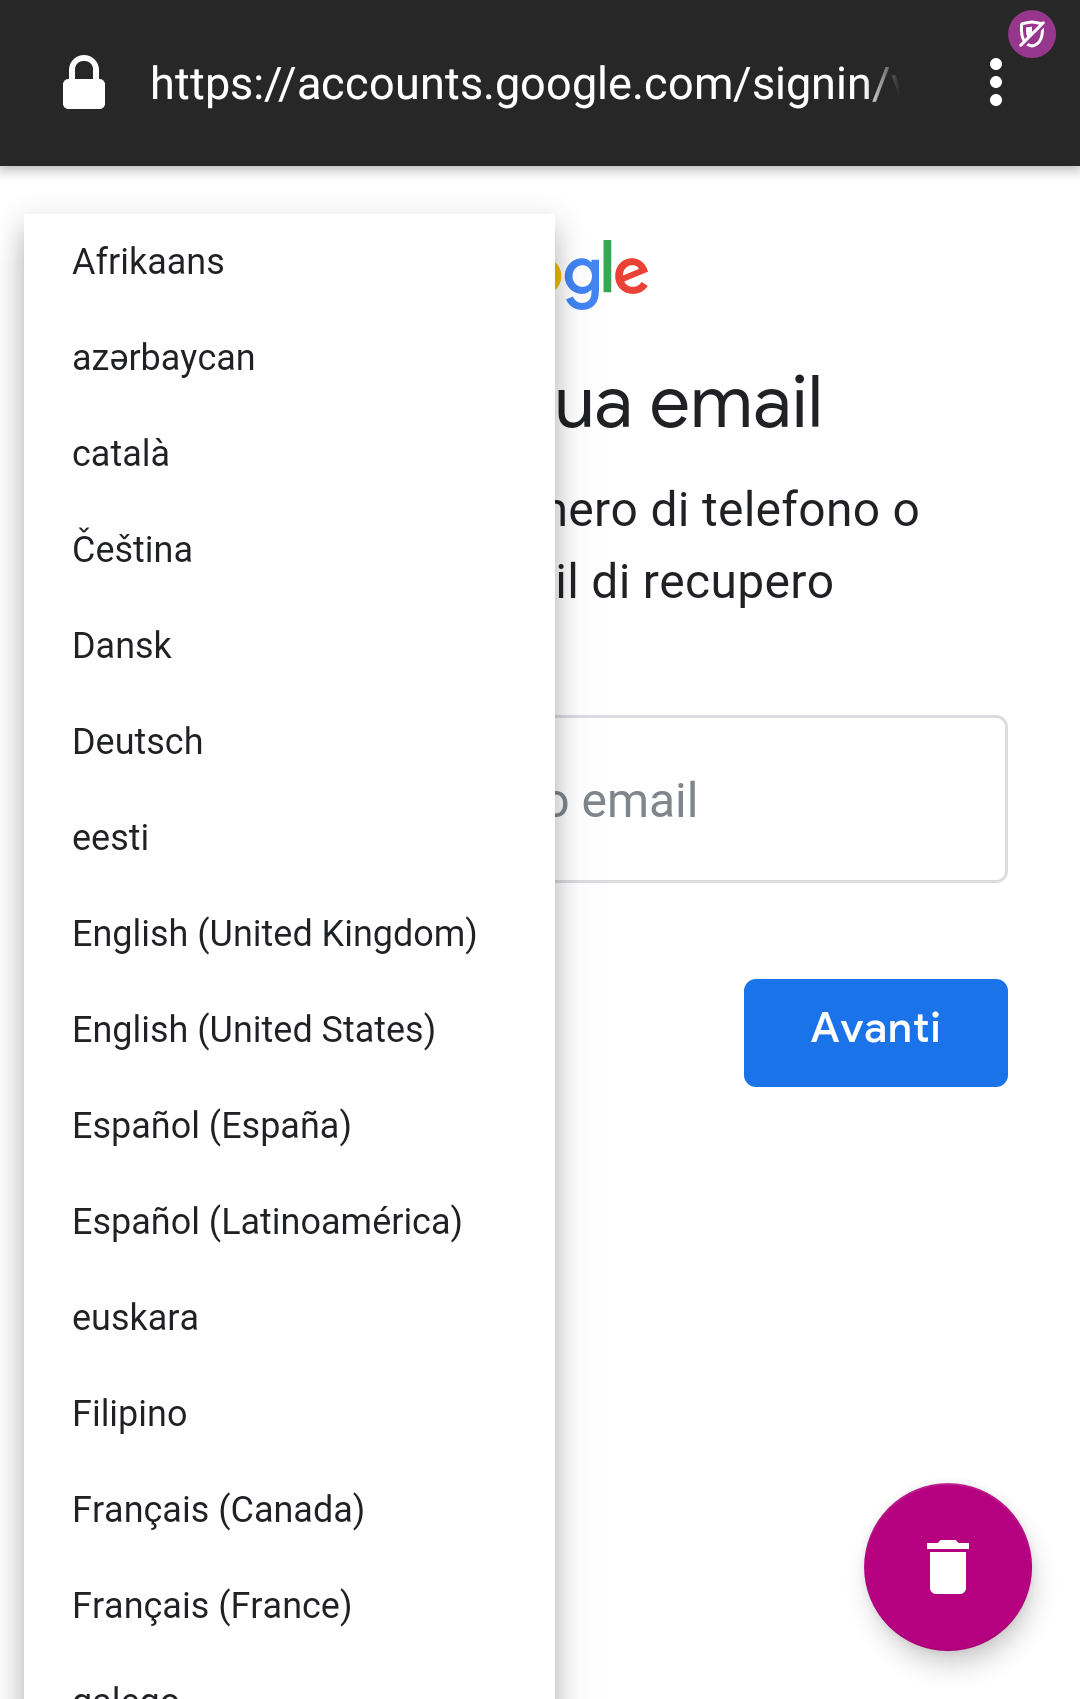 https://accounts.google.com/signin/
Afrikaans
azərbaycan
català
Čeština
Dansk
Deutsch
eesti
English (United Kingdom)
English (United States)
Español (España)
Español (Latinoamérica)
euskara
Filipino
Français (Canada)
Français (France)
gle
ua email
nero di telefono o
il di recupero
o email
Avanti